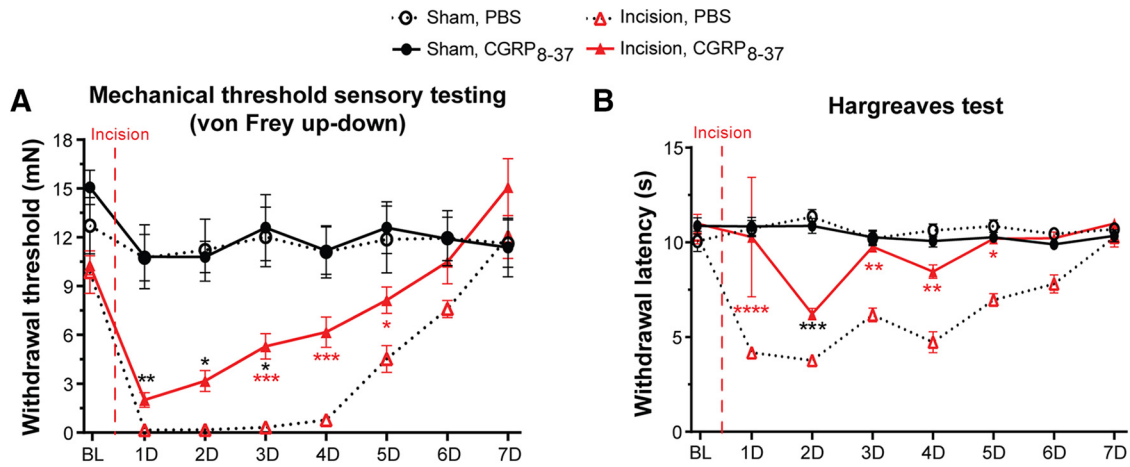 Sham, PBS
Incision, PBS
Sham, CGRP8-37
Incision, CGRP8-37
A
Mechanical threshold sensory testing
(von Frey up-down)
Incision
Withdrawal threshold (mN)
18
15
12
9
6
3
0
**
*
*
***
***
*
BL 1D 2D 3D 4D 5D 6D 7D
B
Hargreaves test
Incision
Withdrawal latency (s)
15
10
5
0
****
***
**
**
*
BL 1D 2D 3D 4D 5D 6D 7D